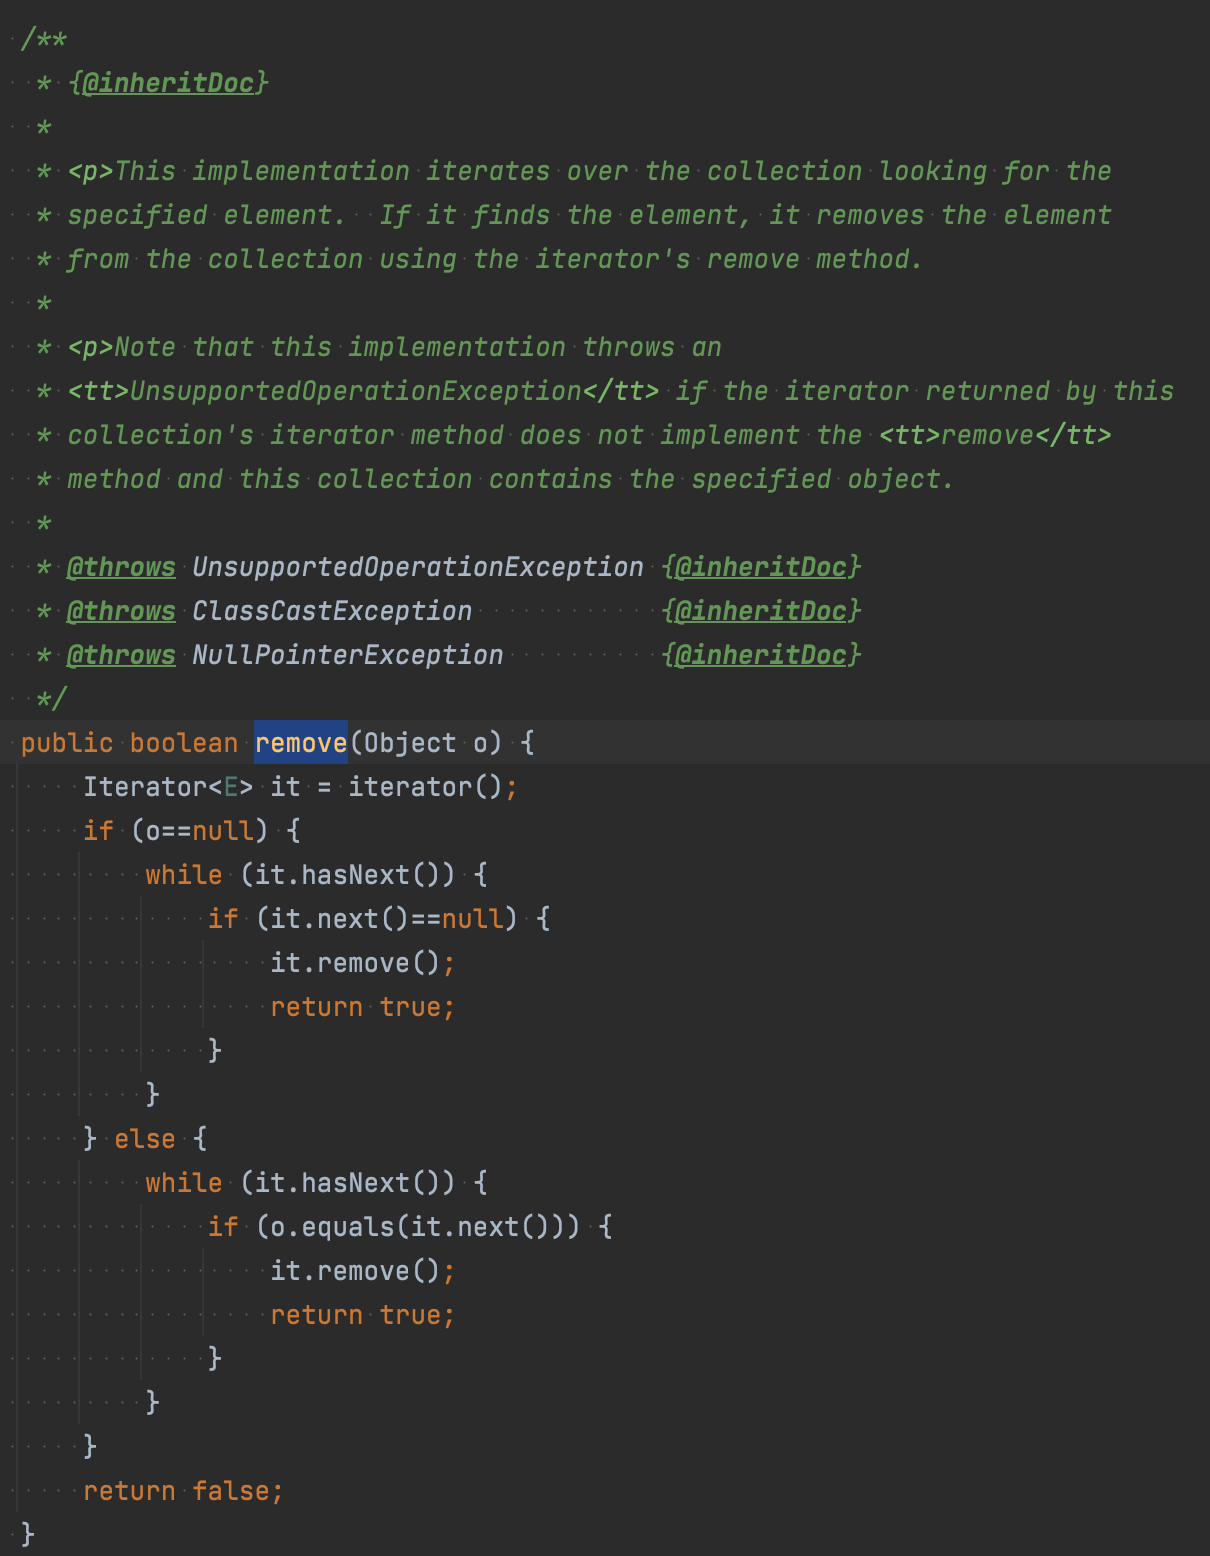 /**
 * {@inheritDoc}
 *
 * <p>This implementation iterates over the collection looking for the
 * specified element.  If it finds the element, it removes the element
 * from the collection using the iterator's remove method.
 *
 * <p>Note that this implementation throws an
 * <tt>UnsupportedOperationException</tt> if the iterator returned by this
 * collection's iterator method does not implement the <tt>remove</tt>
 * method and this collection contains the specified object.
 *
 * @throws UnsupportedOperationException {@inheritDoc}
 * @throws ClassCastException            {@inheritDoc}
 * @throws NullPointerException          {@inheritDoc}
 */
public boolean remove(Object o) {
    Iterator<E> it = iterator();
    if (o==null) {
        while (it.hasNext()) {
            if (it.next()==null) {
                it.remove();
                return true;
            }
        }
    } else {
        while (it.hasNext()) {
            if (o.equals(it.next())) {
                it.remove();
                return true;
            }
        }
    }
    return false;
}